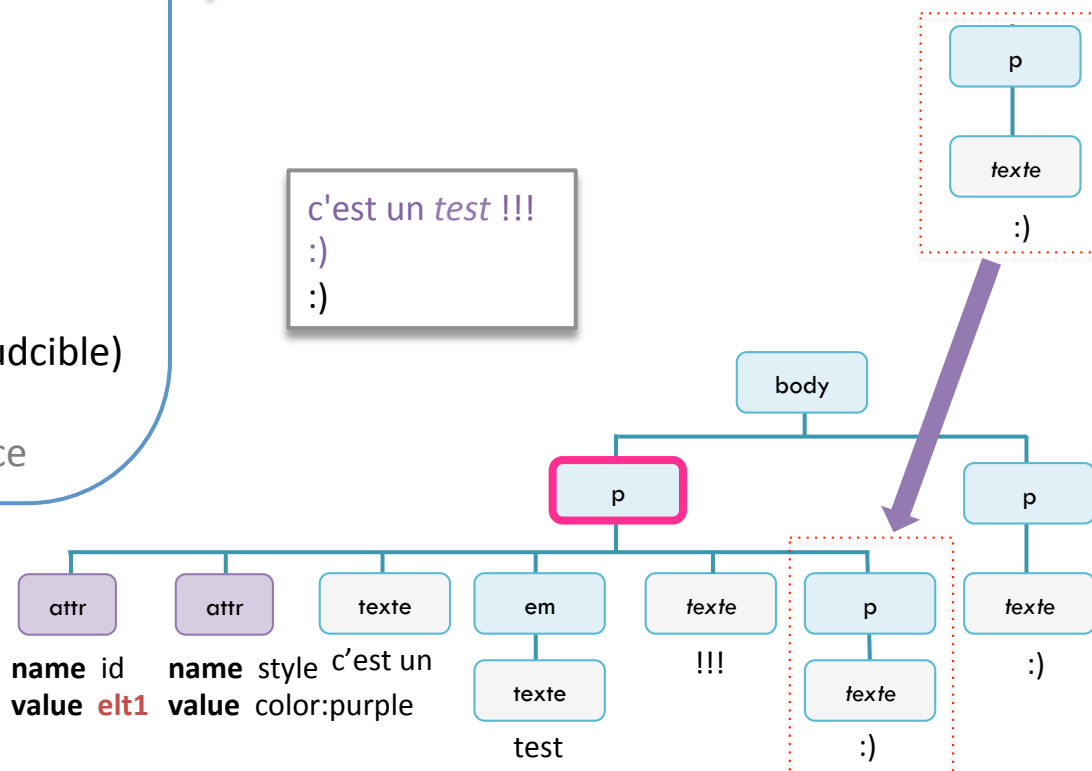 udcible)
ce
c'est un test !!!
:)
:)
p
texte
:)
body
p
p
attr
attr
texte
em
texte
p
texte
name id
value elt1
name style
value color:purple
c’est un
texte
test
!!!
texte
:)
:)